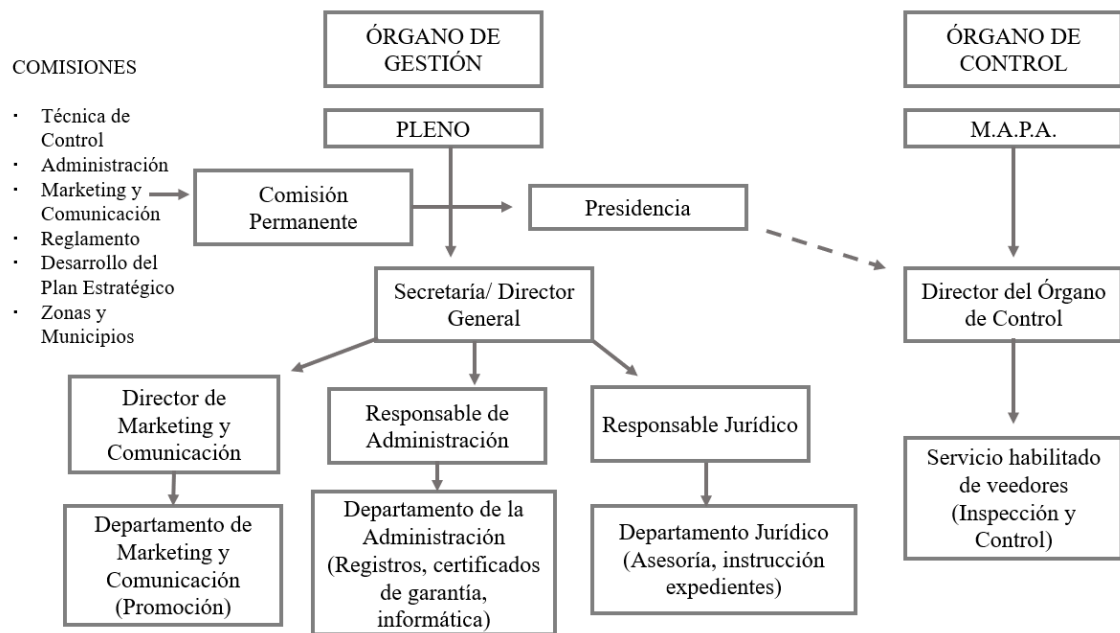 COMISIONES
· Técnica de
Control
· Administración
· Marketing y
Comunicación
· Reglamento
· Desarrollo del
Plan Estratégico
· Zonas y
Municipios
ÓRGANO DE
GESTIÓN
PLENO
Comisión
Permanente
Presidencia
Secretaría/ Director
General
Director de
Marketing y
Comunicación
Responsable de
Administración
Responsable Jurídico
Departamento de
Marketing y
Comunicación
(Promoción)
Departamento de la
Administración
(Registros, certificados
de garantía,
informática)
Departamento Jurídico
(Asesoría, instrucción
expedientes)
ÓRGANO DE
CONTROL
M.A.P.A.
Director del Órgano
de Control
Servicio habilitado
de veedores
(Inspección y
Control)